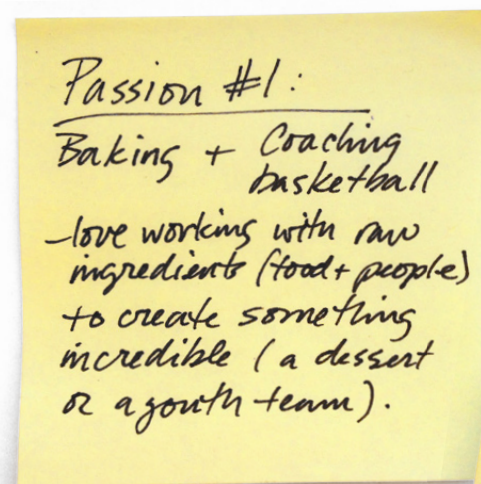 Passion #1:
Baking + Coaching
basketball
-love working with raw
ingredients (food + people)
to create something
incredible (a dessert
or a youth team).